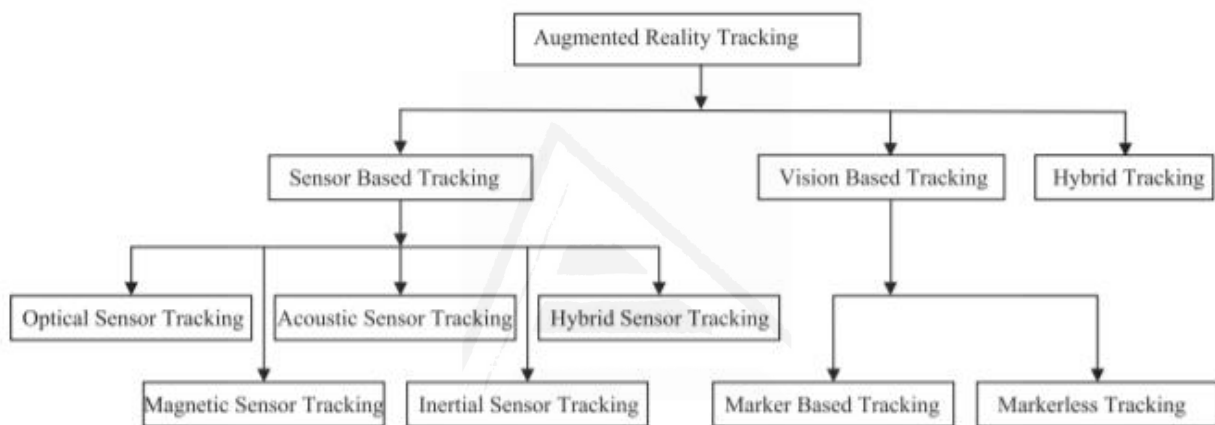 Augmented Reality Tracking
Sensor Based Tracking
Vision Based Tracking
Hybrid Tracking
Optical Sensor Tracking
Acoustic Sensor Tracking
Hybrid Sensor Tracking
Magnetic Sensor Tracking
Inertial Sensor Tracking
Marker Based Tracking
Markerless Tracking